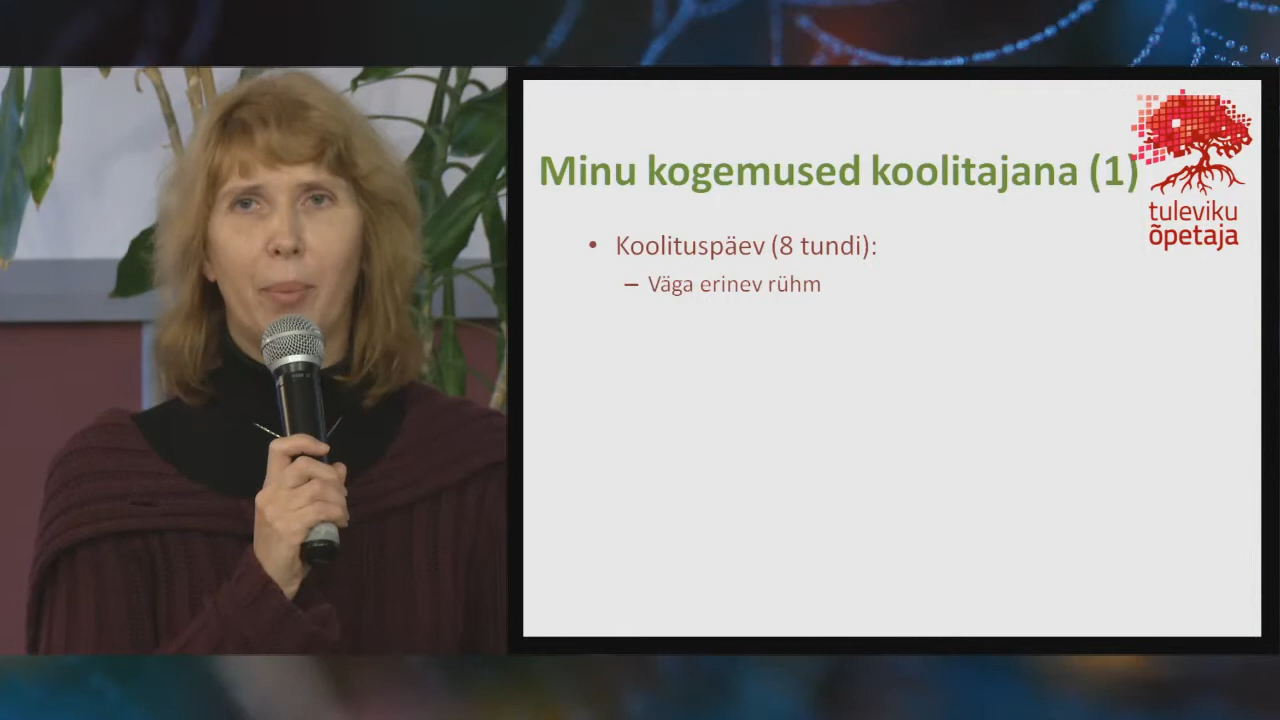 Minu kogemused koolitajana (1)
tuleviku
õpetaja
• Koolituspäev (8 tundi):
– Väga erinev rühm